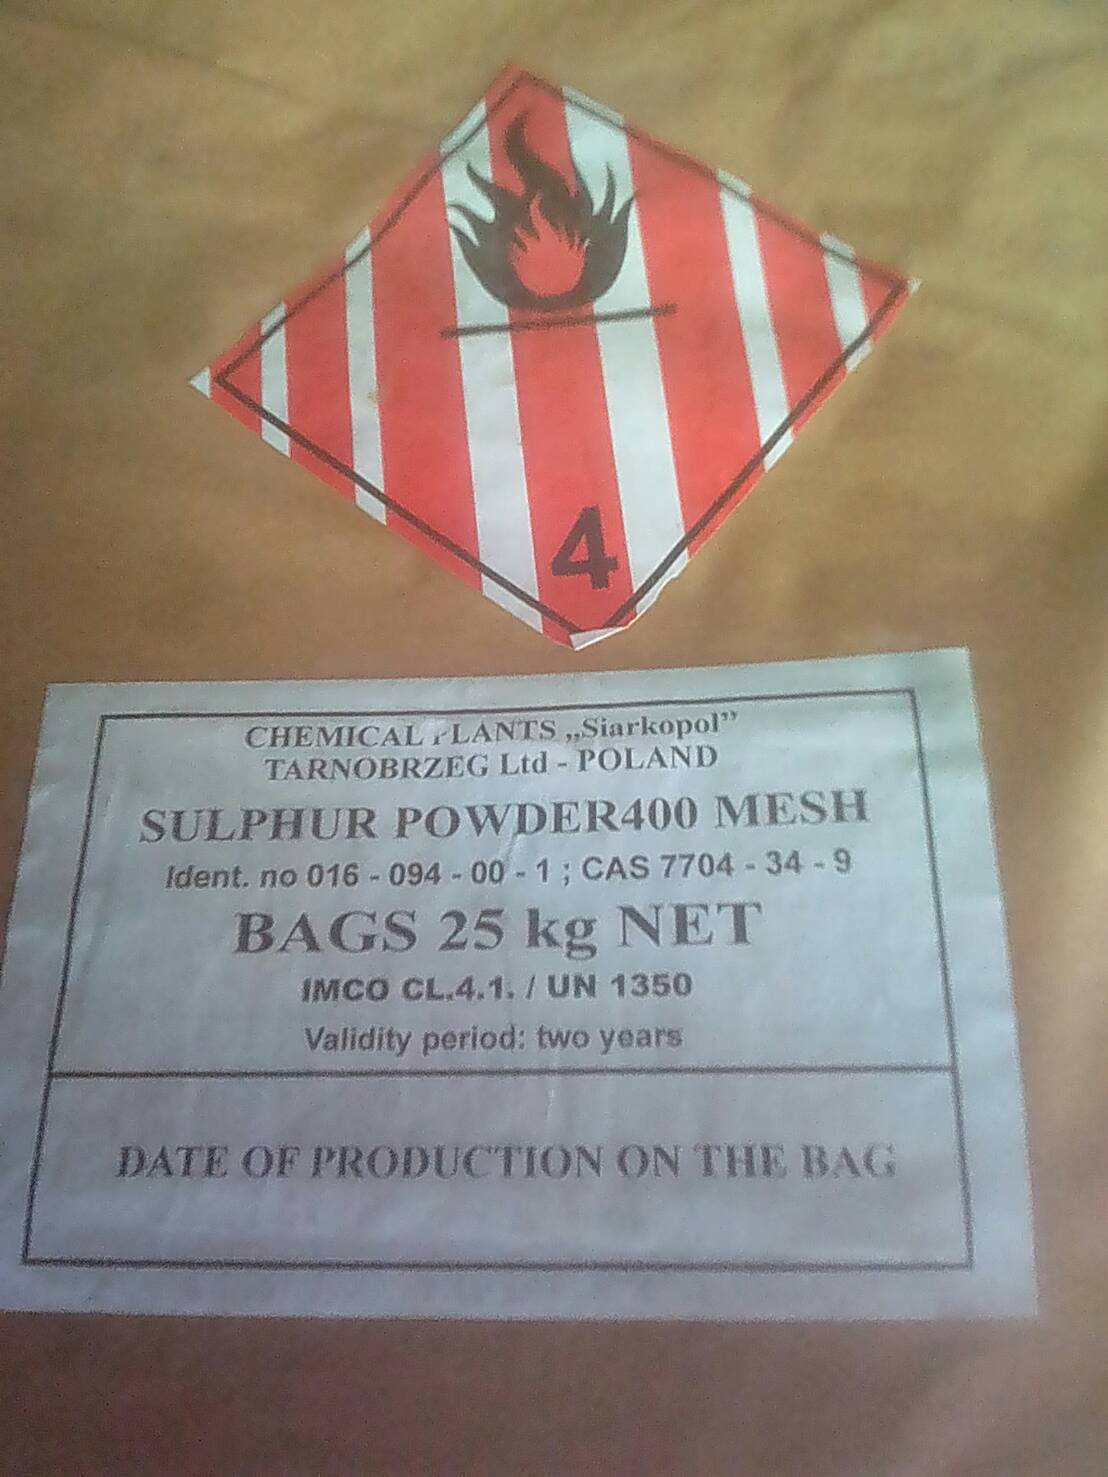 4
CHEMICAL PLANTS „Siarkopol”
TARNOBRZEG Ltd - POLAND
SULPHUR POWDER400 MESH
Ident. no 016 - 094 - 00 - 1 ; CAS 7704 - 34 - 9
BAGS 25 kg NET
IMCO CL.4.1. / UN 1350
Validity period: two years
DATE OF PRODUCTION ON THE BAG